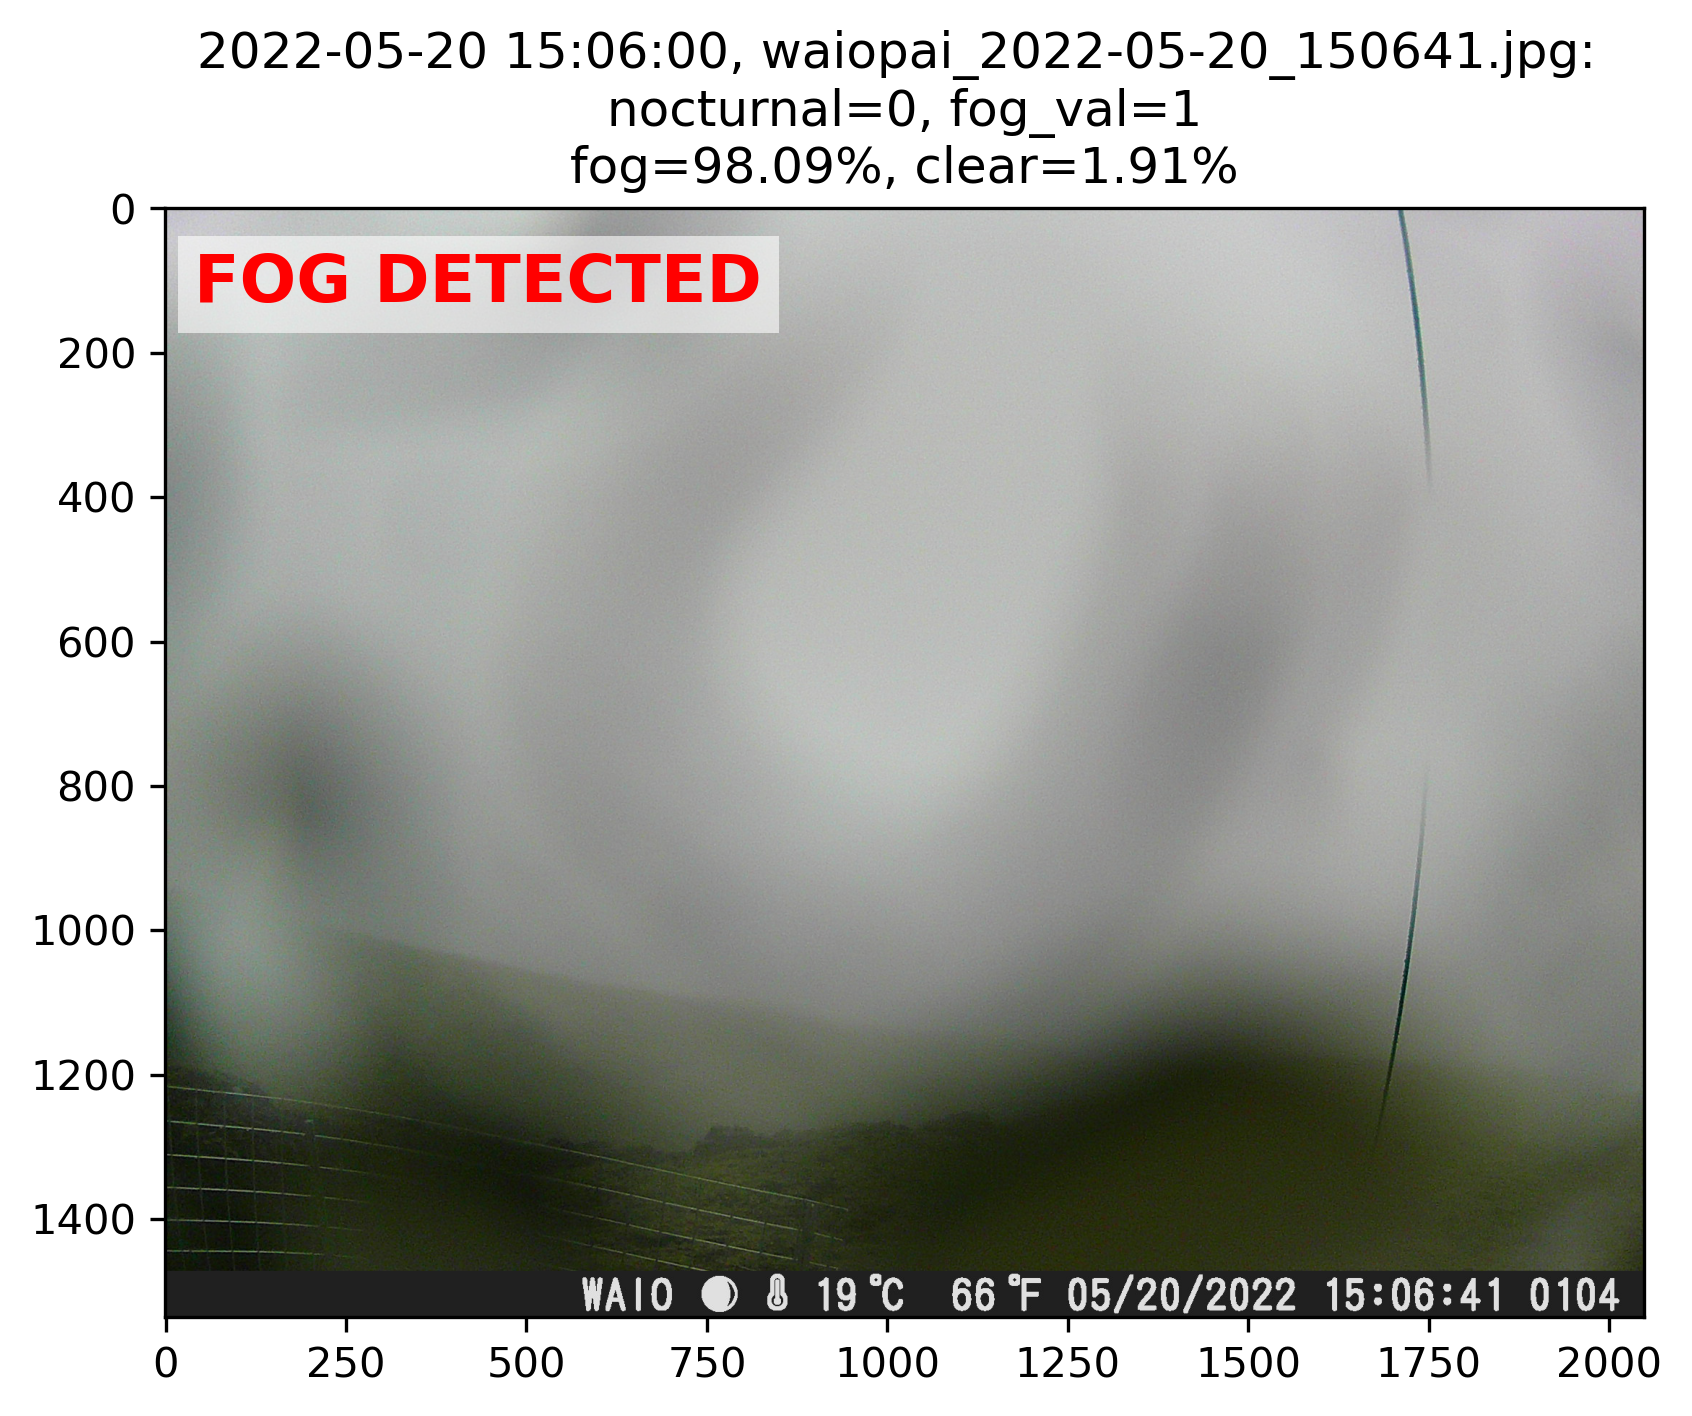 2022-05-20 15:06:00, waiopai_2022-05-20_150641.jpg:
nocturnal=0, fog_val=1
fog=98.09%, clear=1.91%
0
FOG DETECTED
200
400
600
800
1000
1200
1400
WAIO 19°C 66°F 05/20/2022 15:06:41 0104
0 250 500 750 1000 1250 1500 1750 2000